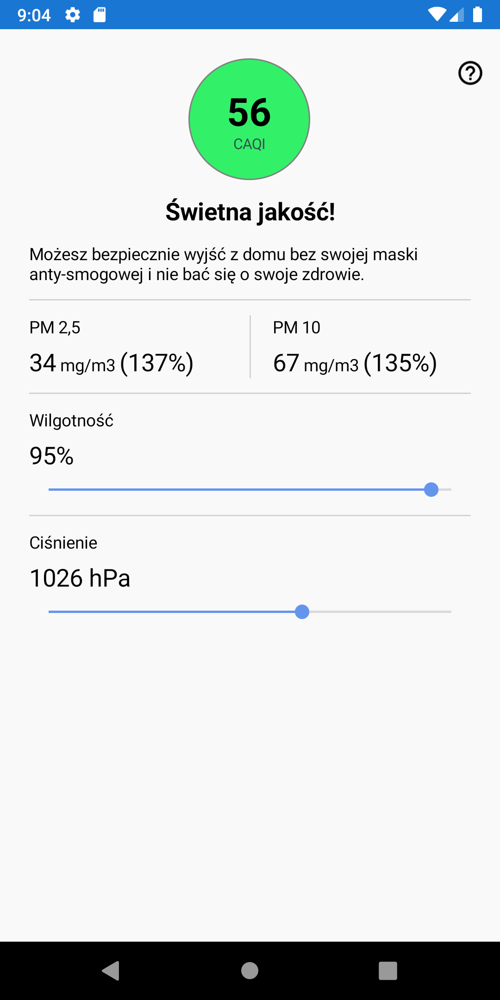 9:04
56
CAQI
Świetna jakość!
Możesz bezpiecznie wyjść z domu bez swojej maski
anty-smogowej i nie bać się o swoje zdrowie.
PM 2,5
34 mg/m3 (137%)
PM 10
67 mg/m3 (135%)
Wilgotność
95%
Ciśnienie
1026 hPa